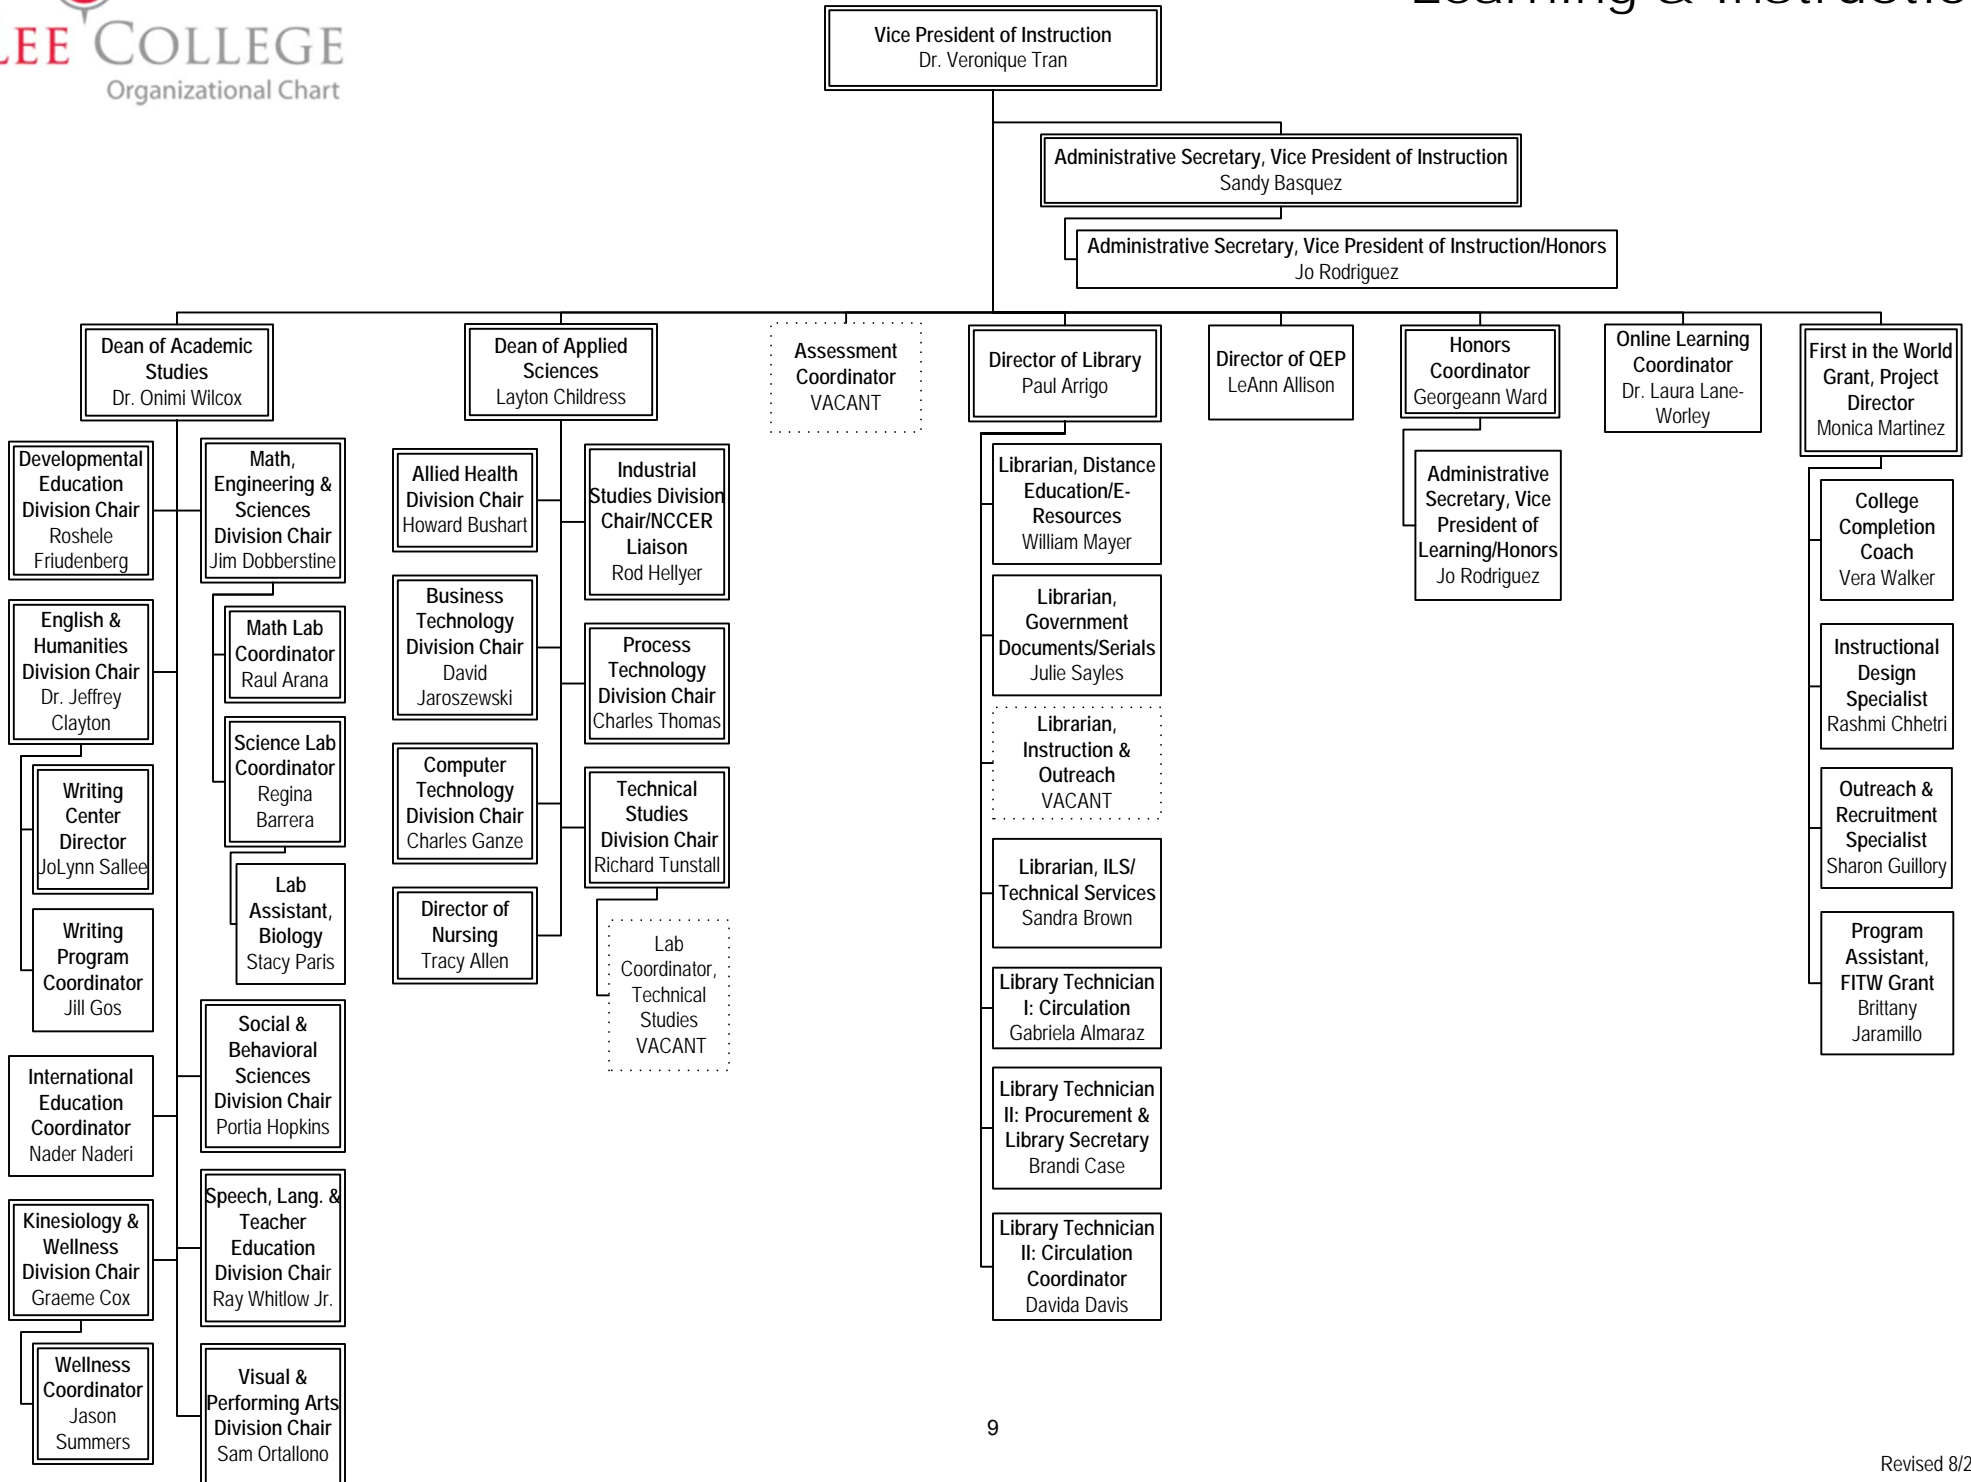 LEE COLLEGE
Organizational Chart
Vice President of Instruction
Dr. Veronique Tran
Administrative Secretary, Vice President of Instruction
Sandy Basquez
Administrative Secretary, Vice President of Instruction/Honors
Jo Rodriguez
Dean of Academic
Studies
Dr. Onimi Wilcox
Dean of Applied
Sciences
Layton Childress
Assessment
Coordinator
VACANT
Director of Library
Paul Arrigo
Director of QEP
LeAnn Allison
Honors
Coordinator
Georgeann Ward
Online Learning
Coordinator
Dr. Laura Lane-
Worley
First in the World
Grant, Project
Director
Monica Martinez
Developmental
Education
Division Chair
Roshele
Friudenberg
Math,
Engineering &
Sciences
Division Chair
Jim Dobberstine
English &
Humanities
Division Chair
Dr. Jeffrey
Clayton
Math Lab
Coordinator
Raul Arana
Science Lab
Coordinator
Regina
Barrera
Writing
Center
Director
JoLynn Sallee
Lab
Assistant,
Biology
Stacy Paris
Writing
Program
Coordinator
Jill Gos
Social &
Behavioral
Sciences
Division Chair
Portia Hopkins
International
Education
Coordinator
Nader Naderi
Speech, Lang. &
Teacher
Education
Division Chair
Ray Whitlow Jr.
Kinesiology &
Wellness
Division Chair
Graeme Cox
Wellness
Coordinator
Jason
Summers
Visual &
Performing Arts
Division Chair
Sam Ortallono
Allied Health
Division Chair
Howard Bushart
Industrial
Studies Division
Chair/NCCER
Liaison
Rod Hellyer
Business
Technology
Division Chair
David
Jaroszewski
Process
Technology
Division Chair
Charles Thomas
Computer
Technology
Division Chair
Charles Ganze
Technical
Studies
Division Chair
Richard Tunstall
Director of
Nursing
Tracy Allen
Lab
Coordinator,
Technical
Studies
VACANT
Librarian, Distance
Education/E-
Resources
William Mayer
Librarian,
Government
Documents/Serials
Julie Sayles
Librarian,
Instruction &
Outreach
VACANT
Librarian, ILS/
Technical Services
Sandra Brown
Library Technician
I: Circulation
Gabriela Almaraz
Library Technician
II: Procurement &
Library Secretary
Brandi Case
Library Technician
II: Circulation
Coordinator
Davida Davis
Administrative
Secretary, Vice
President of
Learning/Honors
Jo Rodriguez
College
Completion
Coach
Vera Walker
Instructional
Design
Specialist
Rashmi Chhetri
Outreach &
Recruitment
Specialist
Sharon Guillory
Program
Assistant,
FITW Grant
Brittany
Jaramillo
9
Revised 8/2